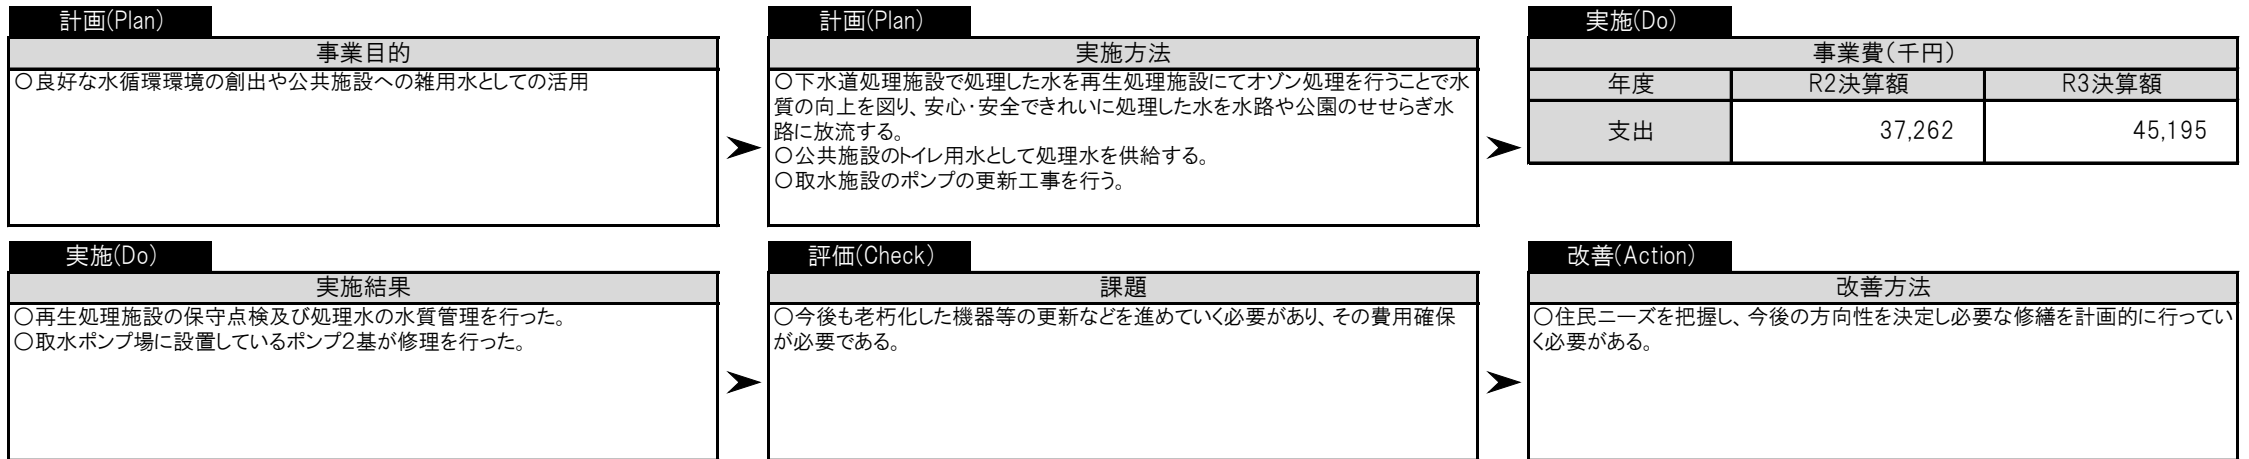 計画(Plan)
事業目的
○良好な水循環環境の創出や公共施設への雑用水としての活用
計画(Plan)
実施方法
○下水道処理施設で処理した水を再生処理施設にてオゾン処理を行うことで水
質の向上を図り、安心・安全できれいに処理した水を水路や公園のせせらぎ水
路に放流する。
○公共施設のトイレ用水として処理水を供給する。
○取水施設のポンプの更新工事を行う。
実施(Do)
事業費(千円)
年度 R2決算額 R3決算額
支出 37,262 45,195
実施(Do)
実施結果
○再生処理施設の保守点検及び処理水の水質管理を行った。
○取水ポンプ場に設置しているポンプ2基が修理を行った。
評価(Check)
課題
○今後も老朽化した機器等の更新などを進めていく必要があり、その費用確保
が必要である。
改善(Action)
改善方法
○住民ニーズを把握し、今後の方向性を決定し必要な修繕を計画的に行ってい
く必要がある。